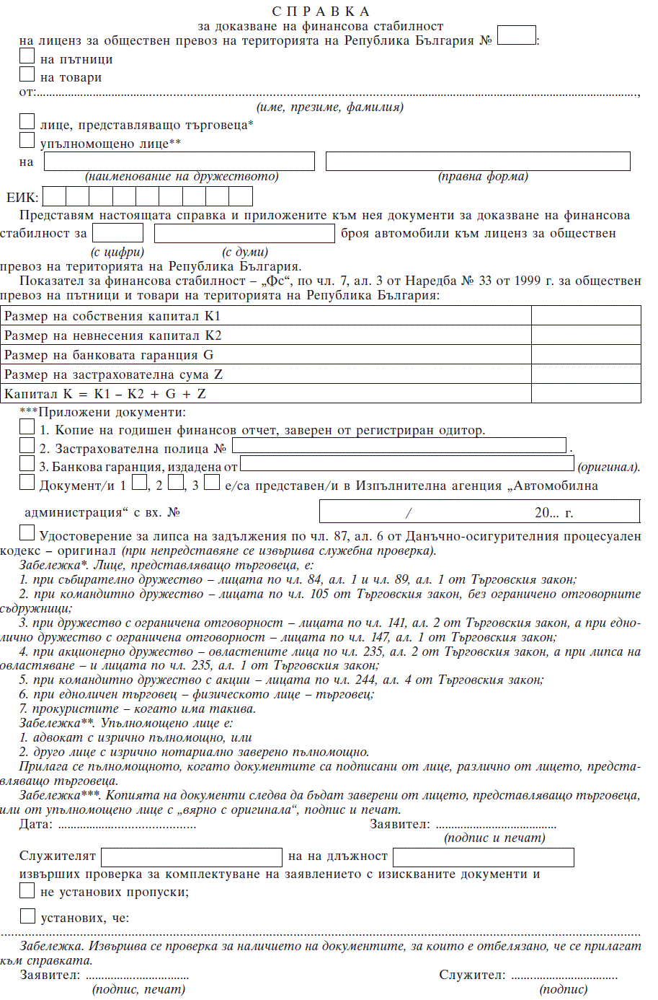 С П Р А В К А
за доказване на финансова стабилност
на лиценз за обществен превоз на територията на Република България №        :
на пътници
на товари
от:..............................................................................................................,
(име, презиме, фамилия)
лице, представляващо търговеца*
упълномощено лице**
на
(наименование на дружеството) (правна форма)
ЕИК:
Представям настоящата справка и приложените към нея документи за доказване на финансова
стабилност за          броя автомобили към лиценз за обществен
(с цифри) (с думи)
превоз на територията на Република България.
Показател за финансова стабилност – „Фс“, по чл. 7, ал. 3 от Наредба № 33 от 1999 г. за обществен
превоз на пътници и товари на територията на Република България:
Размер на собствения капитал K1
Размер на невнесения капитал K2
Размер на банковата гаранция G
Размер на застрахователна сума Z
Капитал K = K1 – K2 + G + Z
***Приложени документи:
1. Копие на годишен финансов отчет, заверен от регистриран одитор.
2. Застрахователна полица №          .
3. Банкова гаранция, издадена от          (оригинал).
Документ/и 1   , 2   , 3    е/са представен/и в Изпълнителна агенция „Автомобилна
администрация“ с вх. №          /          20... г.
Удостоверение за липса на задължения по чл. 87, ал. 6 от Данъчно-осигурителния процесуален
кодекс – оригинал (при непредставяне се извършва служебна проверка).
Забележка*. Лице, представляващо търговеца, е:
1. при събирателно дружество – лицата по чл. 84, ал. 1 и чл. 89, ал. 1 от Търговския закон;
2. при командитно дружество – лицата по чл. 105 от Търговския закон, без ограничено отговорните
съдружници;
3. при дружество с ограничена отговорност – лицата по чл. 141, ал. 2 от Търговския закон, а при едно-
лично дружество с ограничена отговорност – лицата по чл. 147, ал. 1 от Търговския закон;
4. при акционерно дружество – овластените лица по чл. 235, ал. 2 от Търговския закон, а при липса на
овластяване – и лицата по чл. 235, ал. 1 от Търговския закон;
5. при командитно дружество с акции – лицата по чл. 244, ал. 4 от Търговския закон;
6. при едноличен търговец – физическото лице – търговец;
7. прокуристите – когато има такива.
Забележка**. Упълномощено лице е:
1. адвокат с изрично пълномощно, или
2. друго лице с изрично нотариално заверено пълномощно.
Прилага се пълномощното, когато документите са подписани от лице, различно от лицето, предста-
вляващо търговеца.
Забележка***. Копията на документи следва да бъдат заверени от лицето, представляващо търговеца,
или от упълномощено лице с „вярно с оригинала“, подпис и печат.
Дата: .......................................... Заявител: .....................................
(подпис и печат)
Служителят          на на длъжност
извърших проверка за комплектуване на заявлението с изискваните документи и
не установих пропуски;
установих, че:
..............................................................................................................
Забележка. Извършва се проверка за наличието на документите, за които е отбелязано, че се прилагат
към справката.
Заявител: ................................ Служител: ................................
(подпис, печат) (подпис)